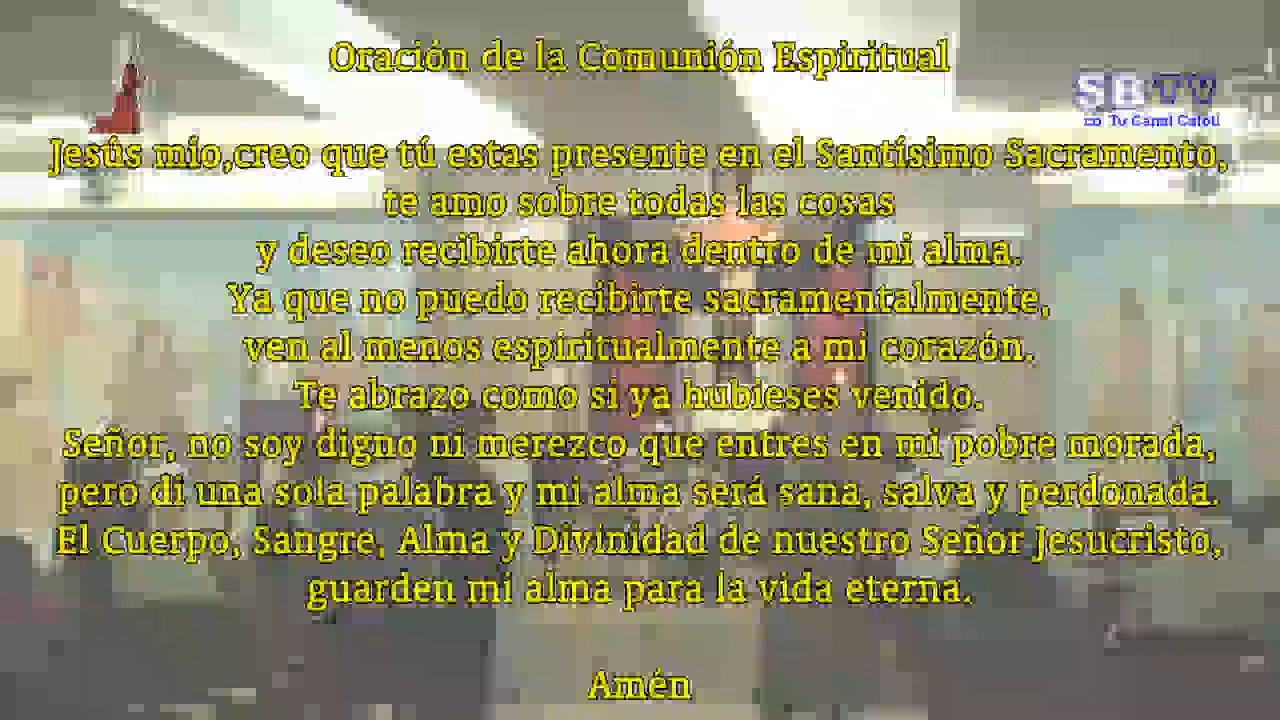 Oración de la Comunión Espiritual
SBTV
Tu Canal Catoli
Jesús mío,creo que tú estas presente en el Santísimo Sacramento,
te amo sobre todas las cosas
y deseo recibirte ahora dentro de mi alma.
Ya que no puedo recibirte sacramentalmente,
ven al menos espiritualmente a mi corazón.
Te abrazo como si ya hubieses venido.
Señor, no soy digno ni merezco que entres en mi pobre morada,
pero di una sola palabra y mi alma será sana, salva y perdonada.
El Cuerpo, Sangre, Alma y Divinidad de nuestro Señor Jesucristo,
guarden mi alma para la vida eterna.
Amén